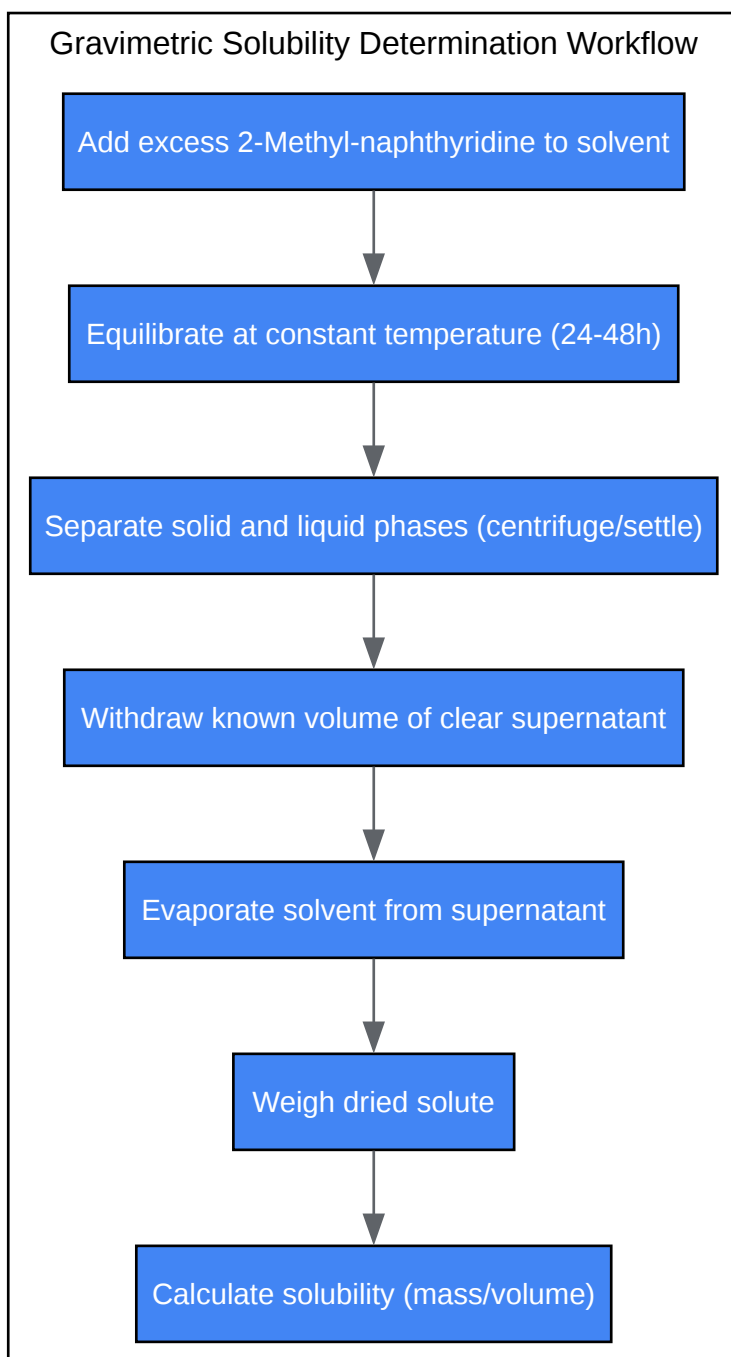 Gravimetric Solubility Determination Workflow
Add excess 2-Methyl-naphthyridine to solvent
Equilibrate at constant temperature (24-48h)
Separate solid and liquid phases (centrifuge/settle)
Withdraw known volume of clear supernatant
Evaporate solvent from supernatant
Weigh dried solute
Calculate solubility (mass/volume)